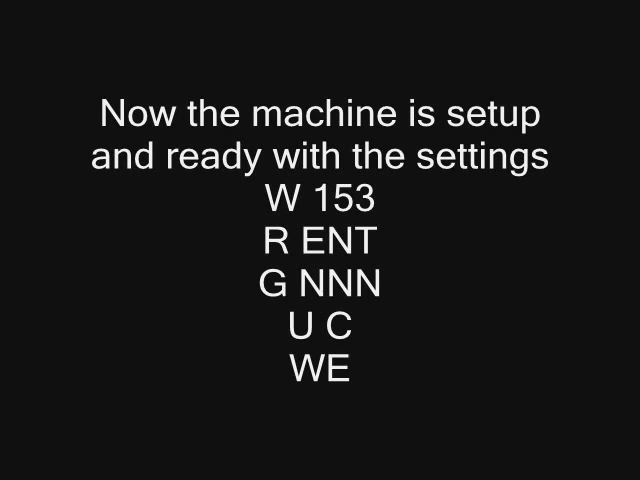 Now the machine is setup
and ready with the settings
W 153
R ENT
G NNN
U C
WE